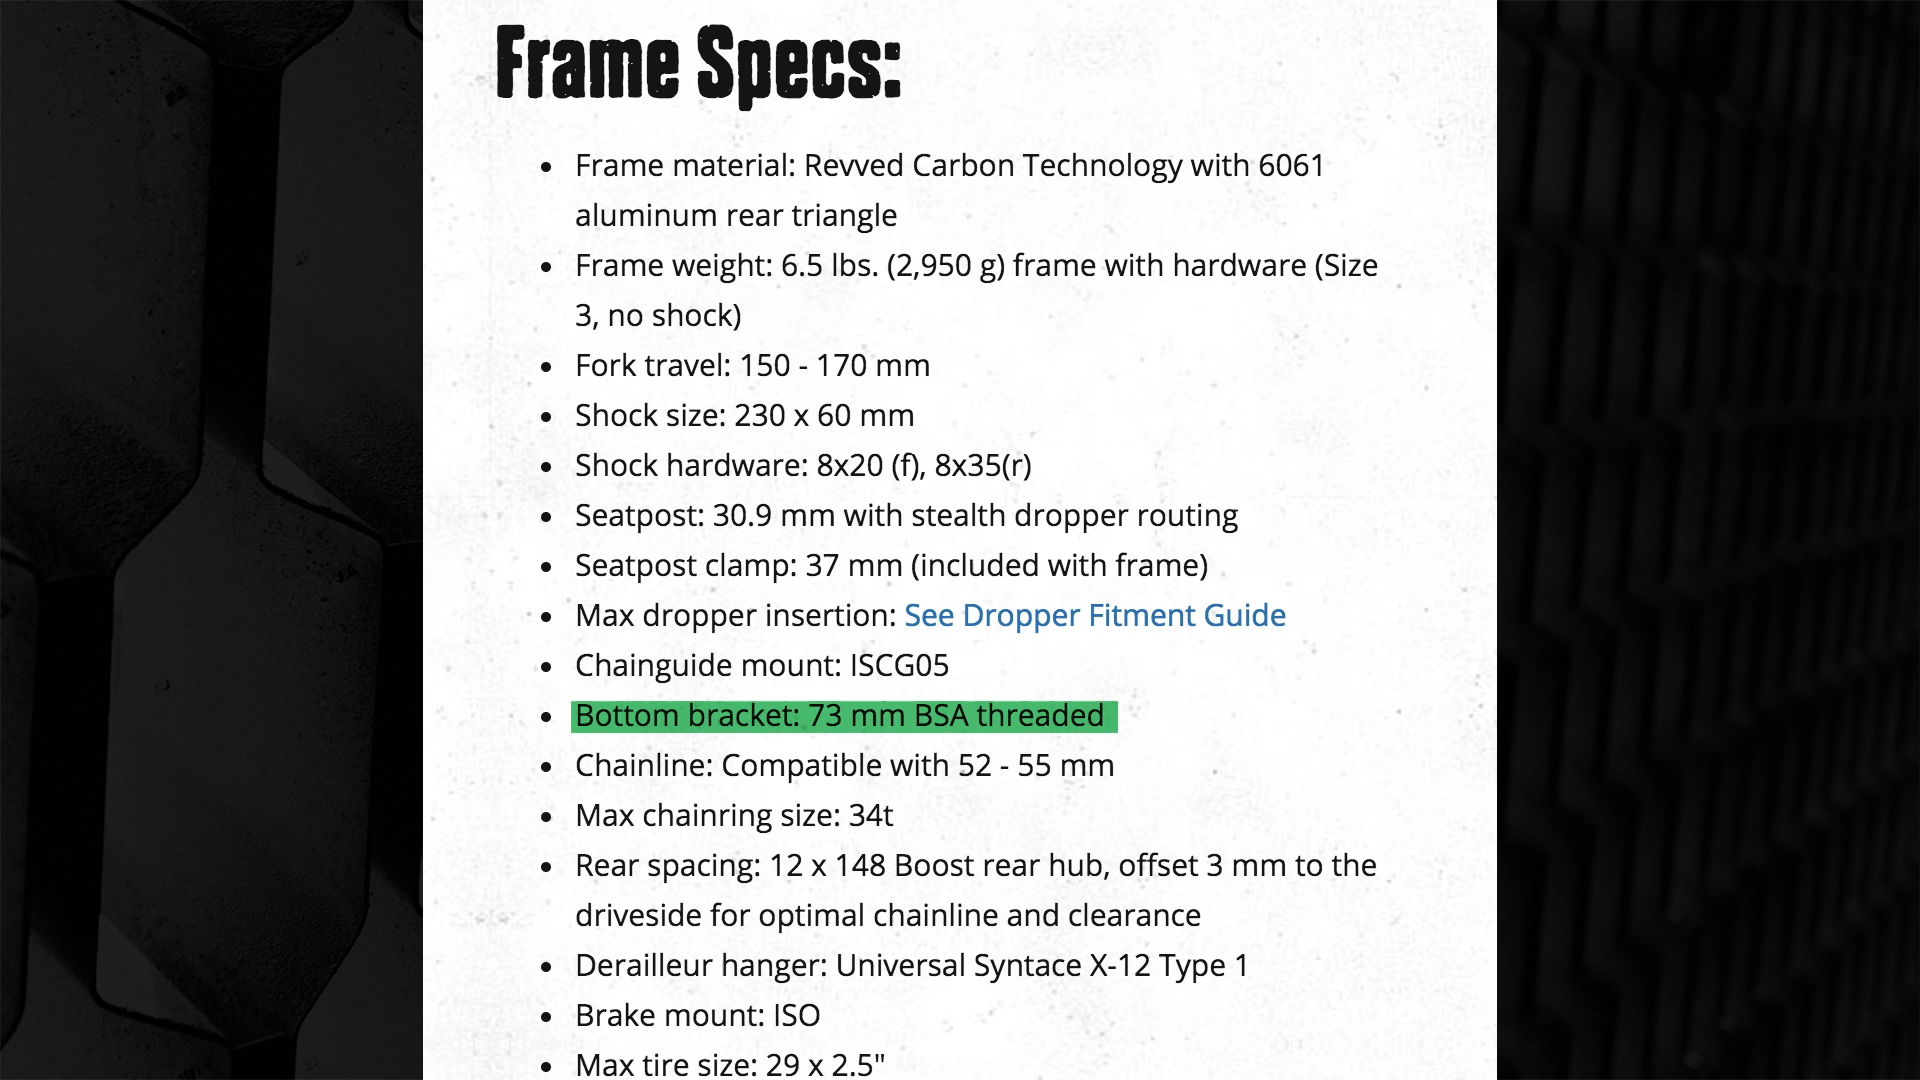 Frame Specs:
• Frame material: Revved Carbon Technology with 6061
aluminum rear triangle
• Frame weight: 6.5 lbs. (2,950 g) frame with hardware (Size
3, no shock)
• Fork travel: 150 - 170 mm
• Shock size: 230 x 60 mm
• Shock hardware: 8x20 (f), 8x35(r)
• Seatpost: 30.9 mm with stealth dropper routing
• Seatpost clamp: 37 mm (included with frame)
• Max dropper insertion: See Dropper Fitment Guide
• Chainguide mount: ISCG05
• Bottom bracket: 73 mm BSA threaded
• Chainline: Compatible with 52 - 55 mm
• Max chainring size: 34t
• Rear spacing: 12 x 148 Boost rear hub, offset 3 mm to the
driveside for optimal chainline and clearance
• Derailleur hanger: Universal Syntace X-12 Type 1
• Brake mount: ISO
• Max tire size: 29 x 2.5"